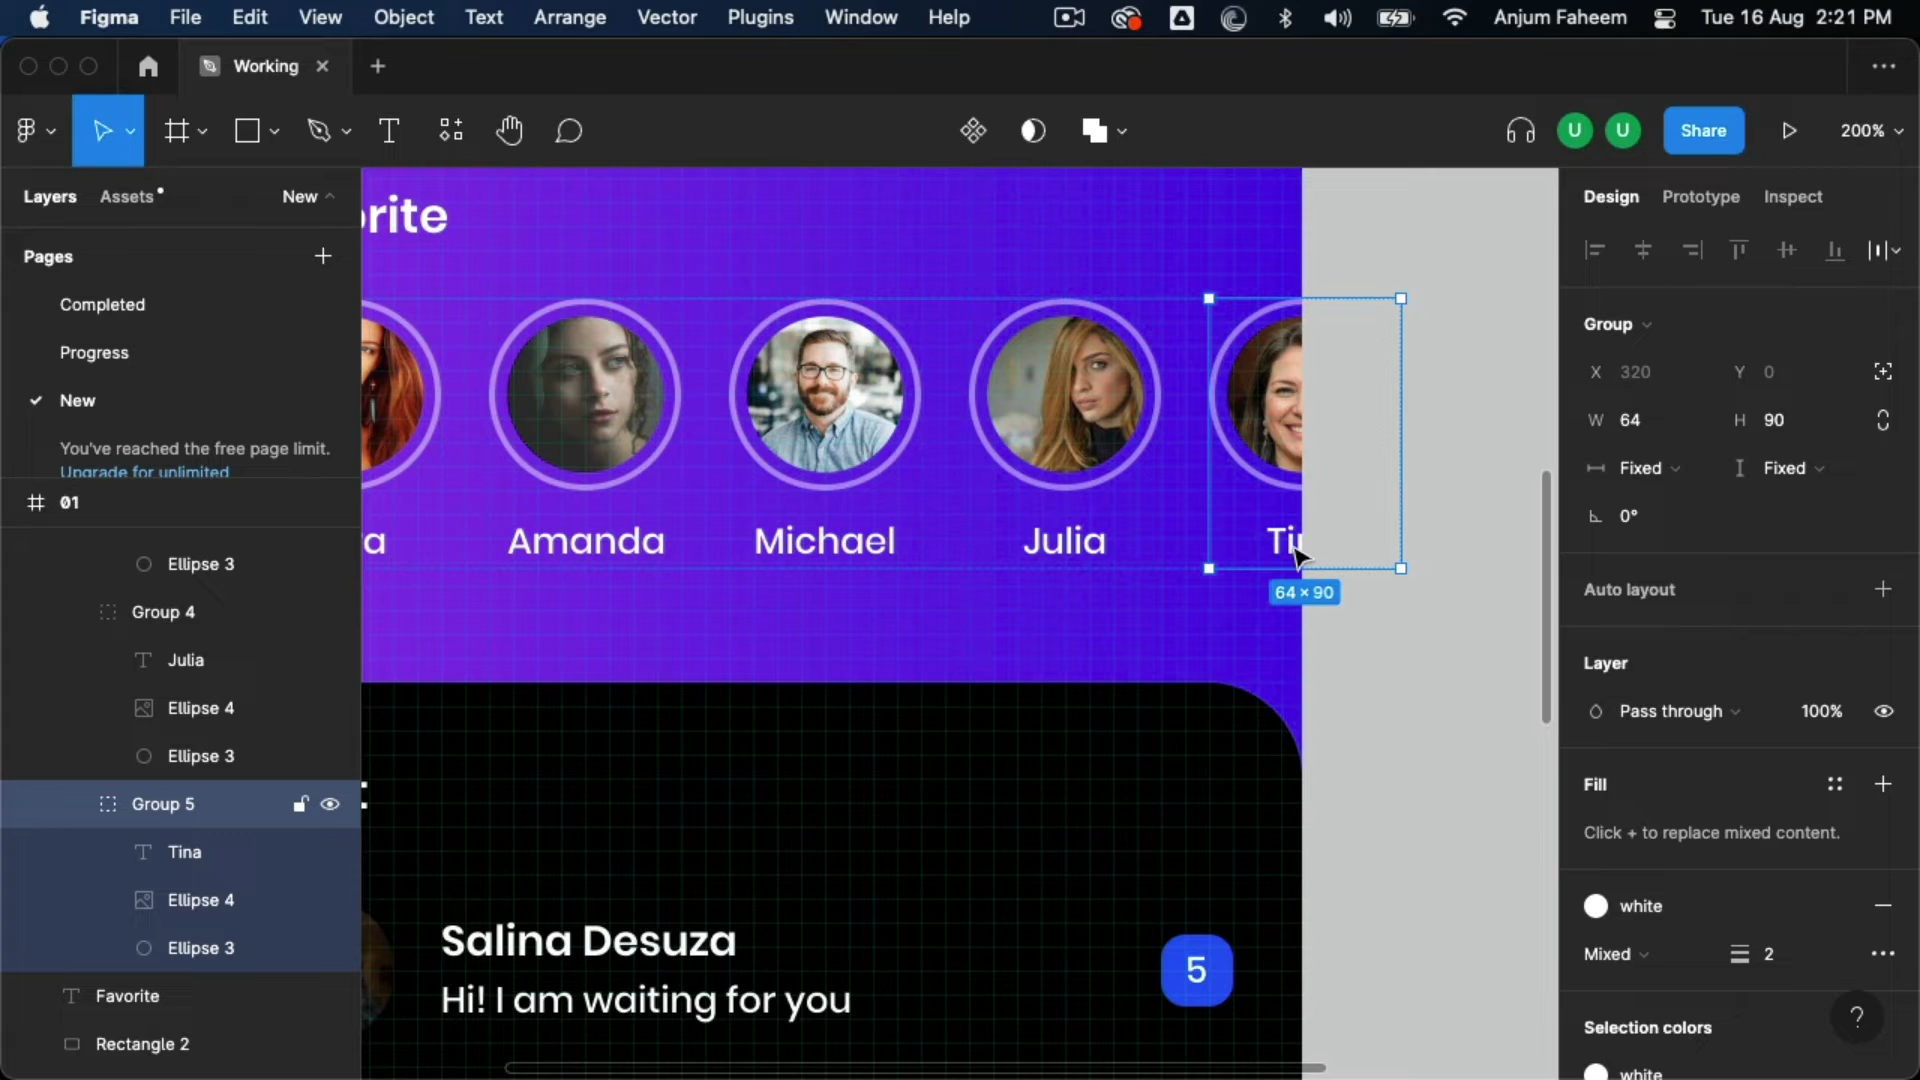 Figma File Edit View Object Text Arrange Vector Plugins Window Help Anjum Faheem Tue 16 Aug 2:21 PM
Working
U U Share 200%
Layers Assets New
Pages
Completed
Progress
New
You've reached the free page limit.
Upgrade for unlimited
01
Ellipse 3
Group 4
Julia
Ellipse 4
Ellipse 3
Group 5
Tina
Ellipse 4
Ellipse 3
Favorite
Rectangle 2
orite
a Amanda Michael Julia Tin
64 × 90
Salina Desuza
Hi! I am waiting for you
5
Design Prototype Inspect
Group
X 320 Y 0
W 64 H 90
Fixed Fixed
0°
Auto layout
Layer
Pass through 100%
Fill
Click + to replace mixed content.
white
Mixed 2
?
Selection colors
white